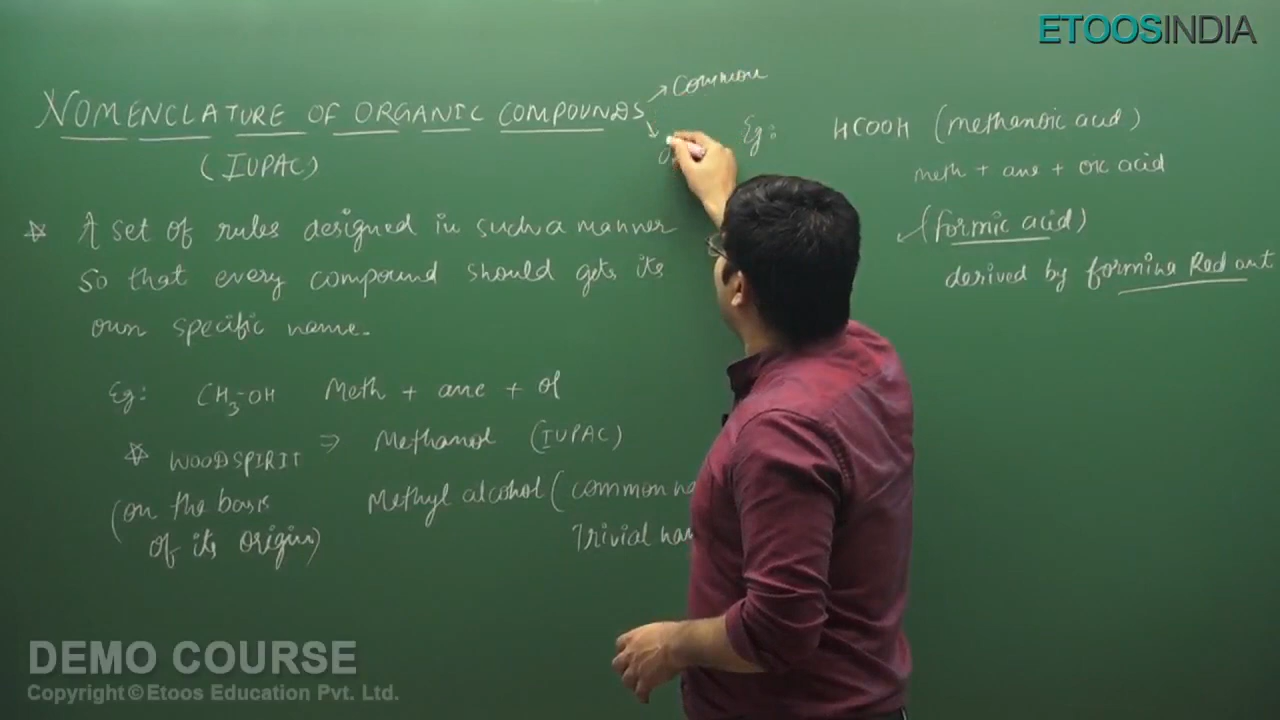 ETOOSINDIA
NOMENCLATURE OF ORGANIC COMPOUNDS
Common
(IUPAC)
* A set of rules designed in such a manner
so that every compound should gets its
own specific name.
Eg: CH3-OH Meth + ane + ol
* WOODSPIRIT ⇒ Methanol (IUPAC)
(on the basis
of its origin)
Methyl alcohol (common
Trivial
Eg: HCOOH (methanoic acid)
meth + ane + oic acid
(formic acid)
derived by formina Red ant
DEMO COURSE
Copyright©Etoos Education Pvt. Ltd.